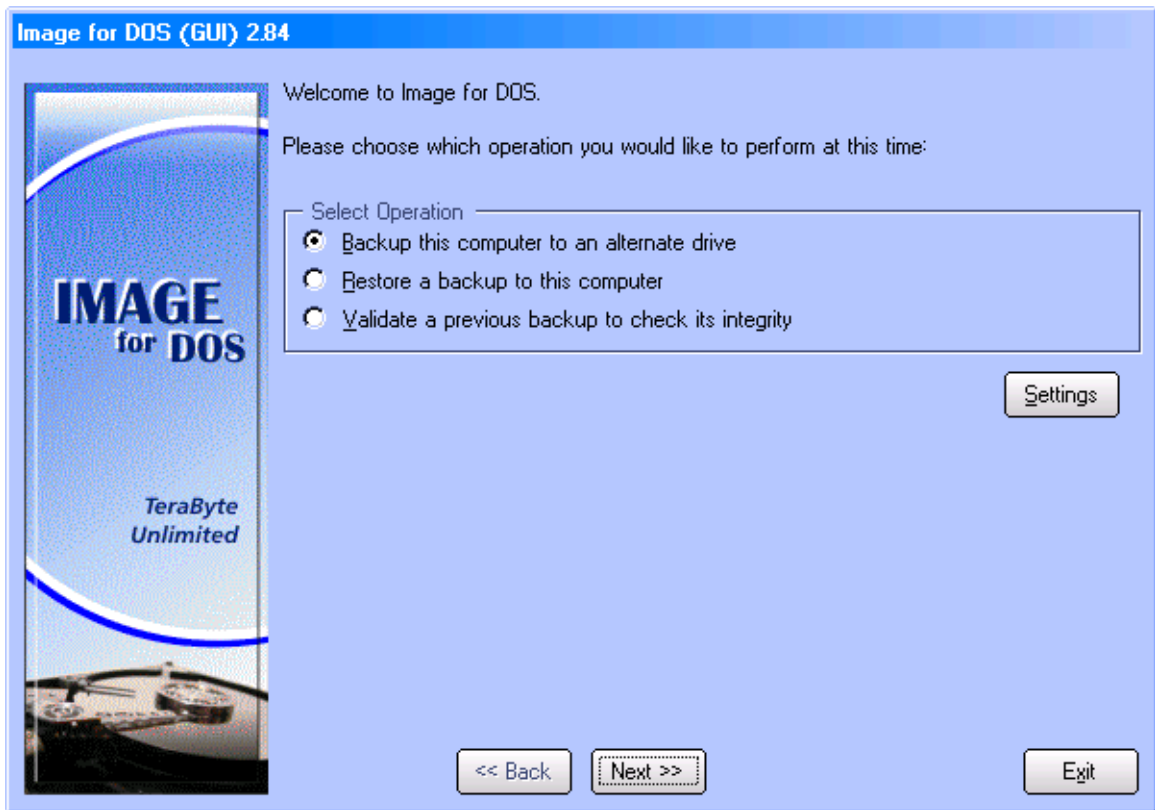 Image for DOS (GUI) 2.84
Welcome to Image for DOS.
Please choose which operation you would like to perform at this time:
Select Operation
Backup this computer to an alternate drive
Restore a backup to this computer
Validate a previous backup to check its integrity
Settings
IMAGE
for DOS
TeraByte
Unlimited
<< Back
Next >>
Exit